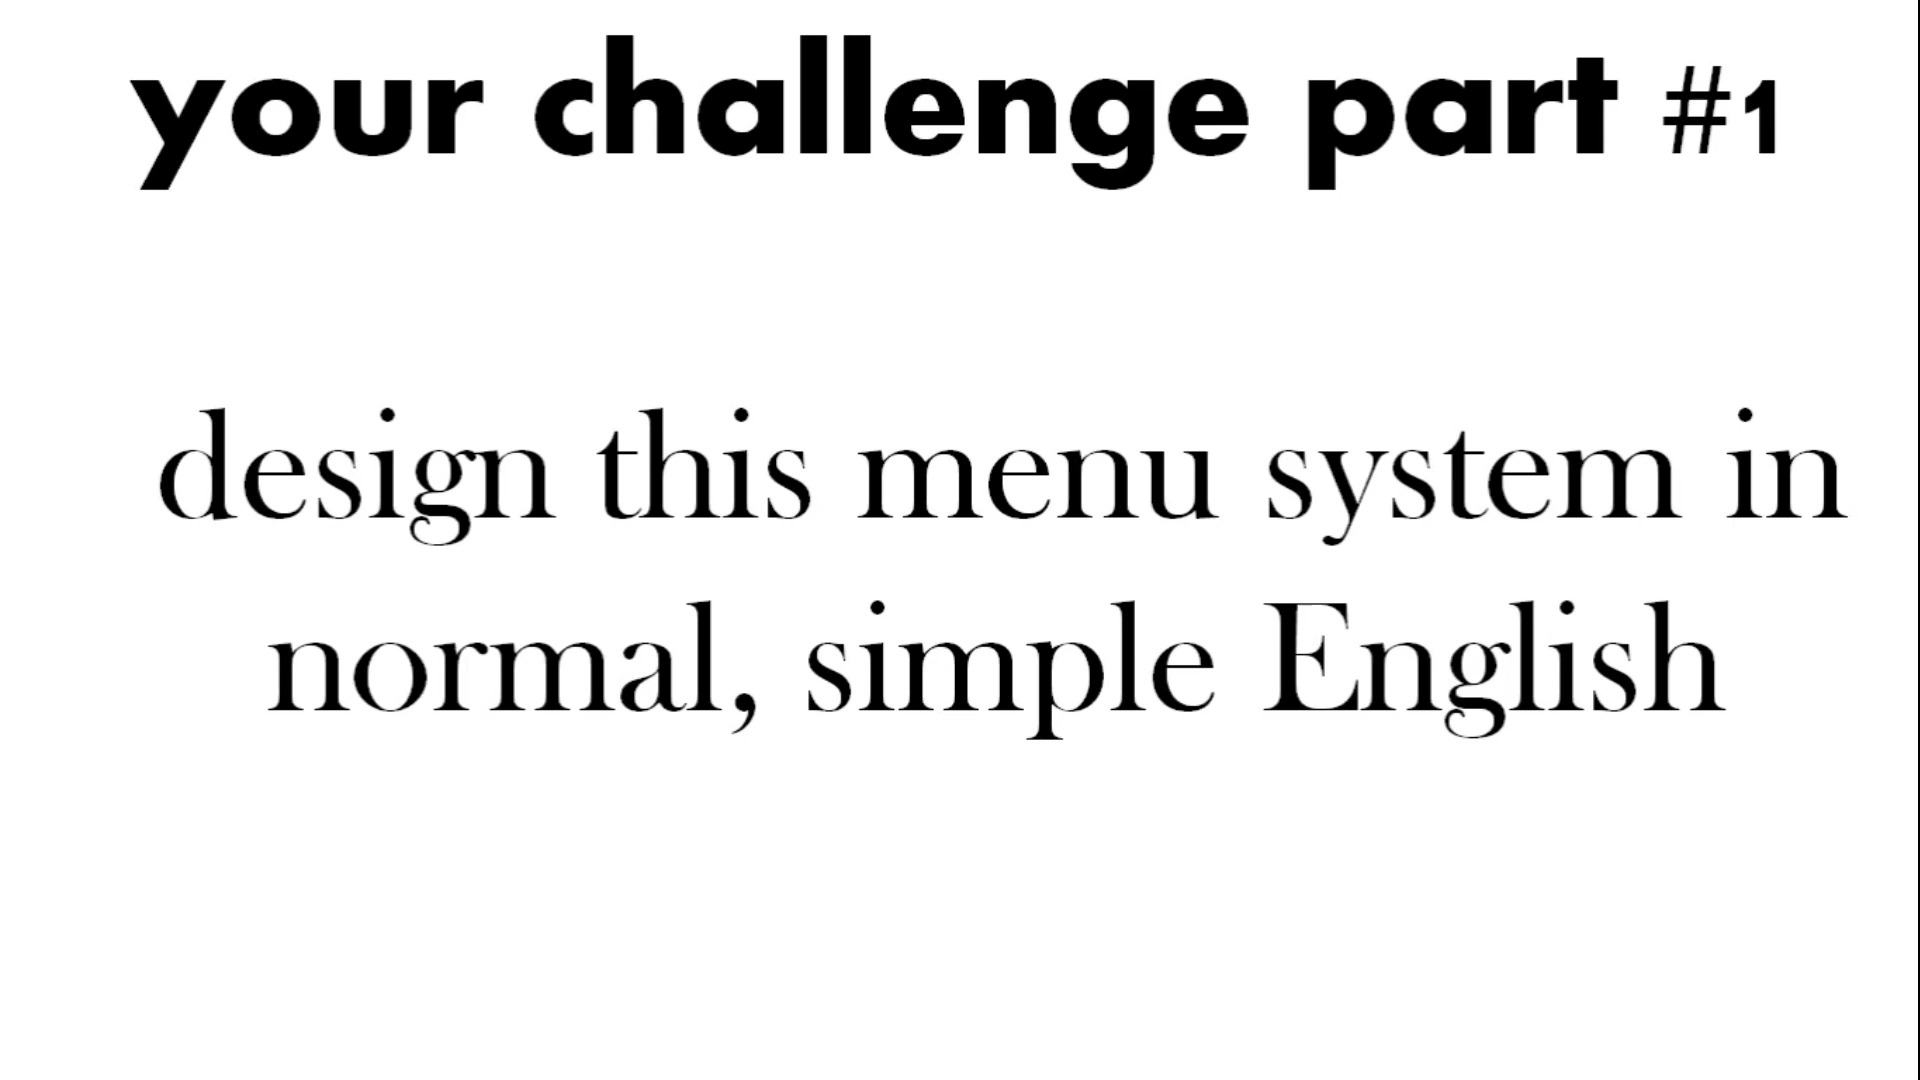 your challenge part #1
design this menu system in
normal, simple English